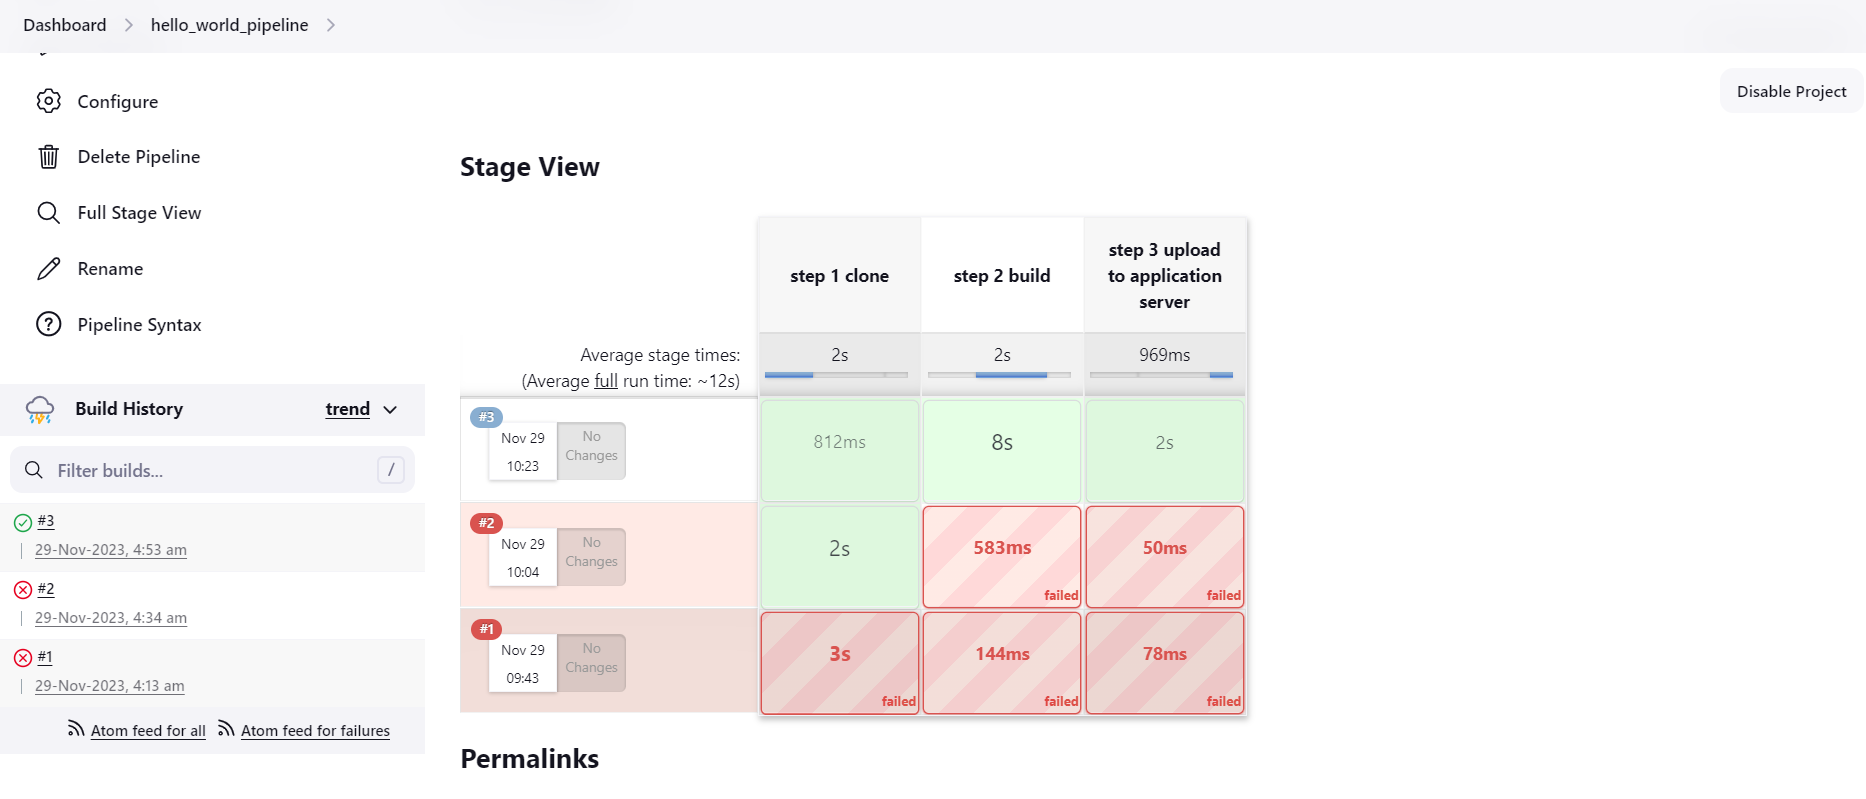 Dashboard
hello_world_pipeline
Configure
Delete Pipeline
Full Stage View
Rename
Pipeline Syntax
Build History
trend
Filter builds...
/
#3
29-Nov-2023, 4:53 am
#2
29-Nov-2023, 4:34 am
#1
29-Nov-2023, 4:13 am
Atom feed for all
Atom feed for failures
Disable Project
Stage View
step 1 clone
step 2 build
step 3 upload
to application
server
Average stage times:
(Average full run time: ~12s)
2s
2s
969ms
#3
Nov 29
10:23
No
Changes
812ms
8s
2s
#2
Nov 29
10:04
No
Changes
2s
583ms
failed
50ms
failed
#1
Nov 29
09:43
No
Changes
3s
failed
144ms
failed
78ms
failed
Permalinks